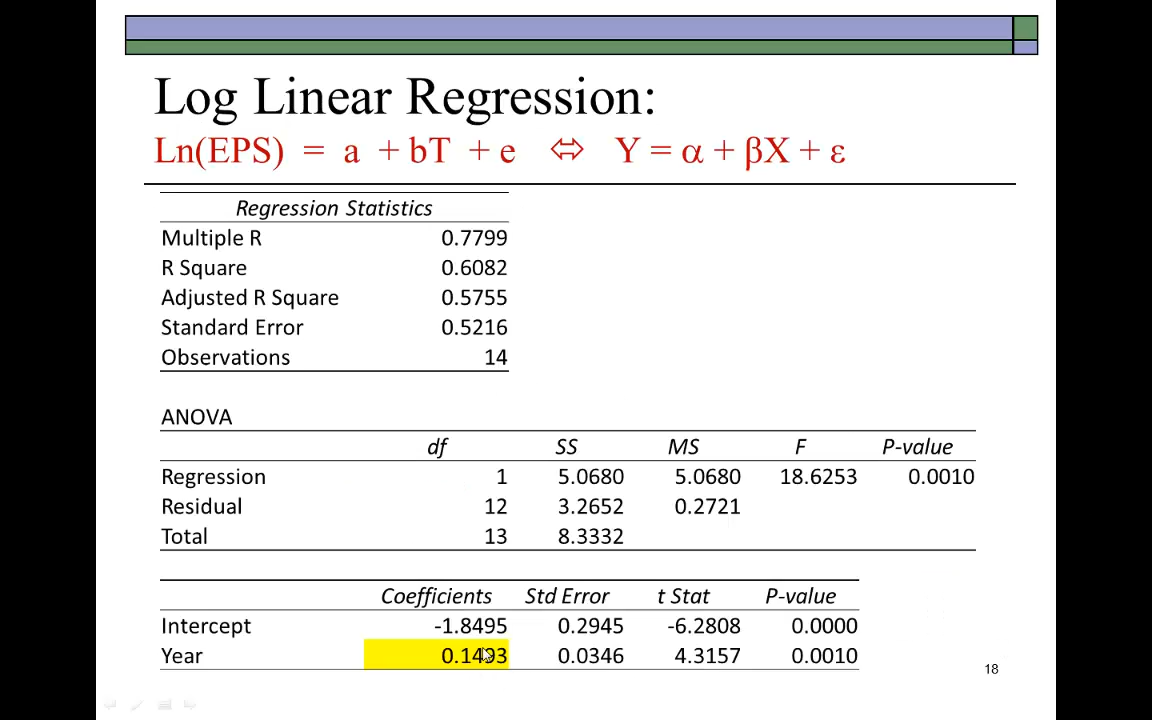 Log Linear Regression:
Ln(EPS) = a + bT + e ⇔ Y = α + βX + ε
Regression Statistics
Multiple R 0.7799
R Square 0.6082
Adjusted R Square 0.5755
Standard Error 0.5216
Observations 14
ANOVA
df SS MS F P-value
Regression 1 5.0680 5.0680 18.6253 0.0010
Residual 12 3.2652 0.2721
Total 13 8.3332
Coefficients Std Error t Stat P-value
Intercept -1.8495 0.2945 -6.2808 0.0000
Year 0.1493 0.0346 4.3157 0.0010
18